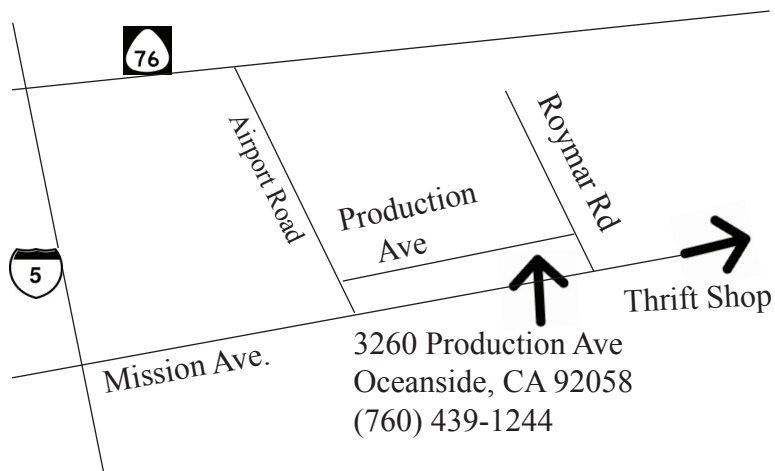 76
Airport Road
Roymar Rd
Production
Ave
5
Thrift Shop
Mission Ave.
3260 Production Ave
Oceanside, CA 92058
(760) 439-1244